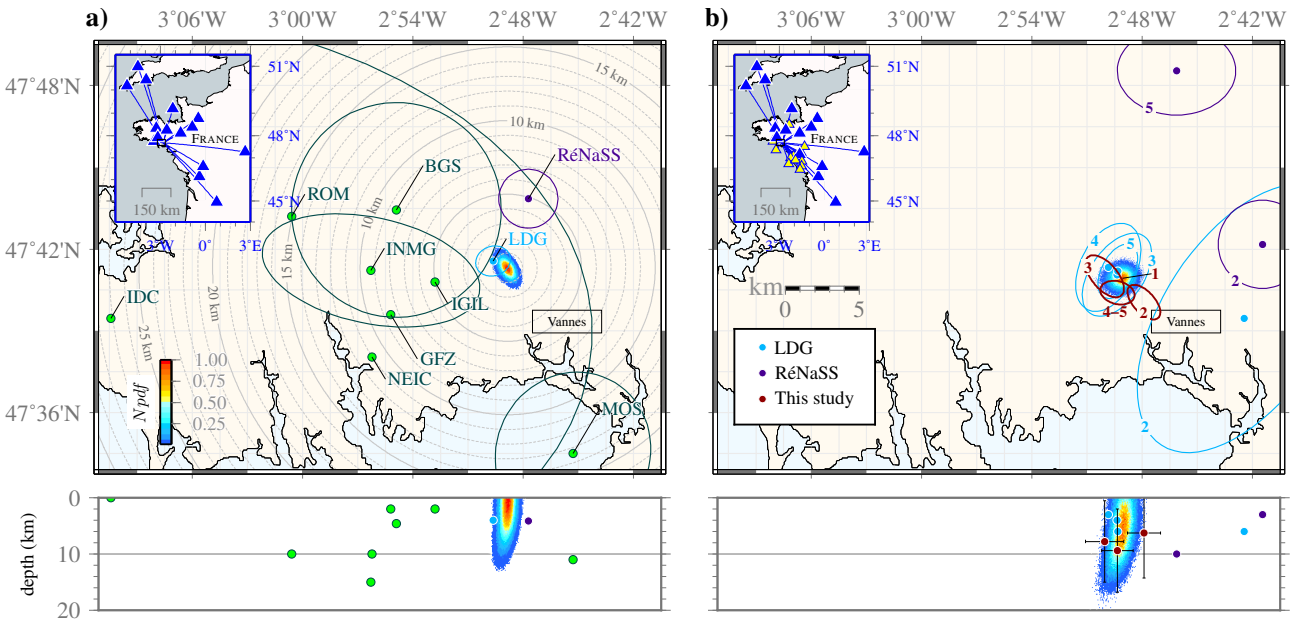 a)
3°06'W 3°00'W 2°54'W 2°48'W 2°42'W
47°48'N
47°42'N
47°36'N
51°N
48°N
45°N
3°W 0° 3°E
FRANCE
150 km
15 km
10 km
10 km
15 km
20 km
25 km
RéNaSS
BGS
ROM
LDG
INMG
IGIL
IDC
GFZ
NEIC
MOS
Vannes
N pdf
1.00
0.75
0.50
0.25
depth (km)
0
10
20
b)
3°06'W 3°00'W 2°54'W 2°48'W 2°42'W
51°N
48°N
45°N
3°W 0° 3°E
FRANCE
150 km
5
4
5
3
3
1
2
2
4–5
2
km
0 5
Vannes
LDG
RéNaSS
This study